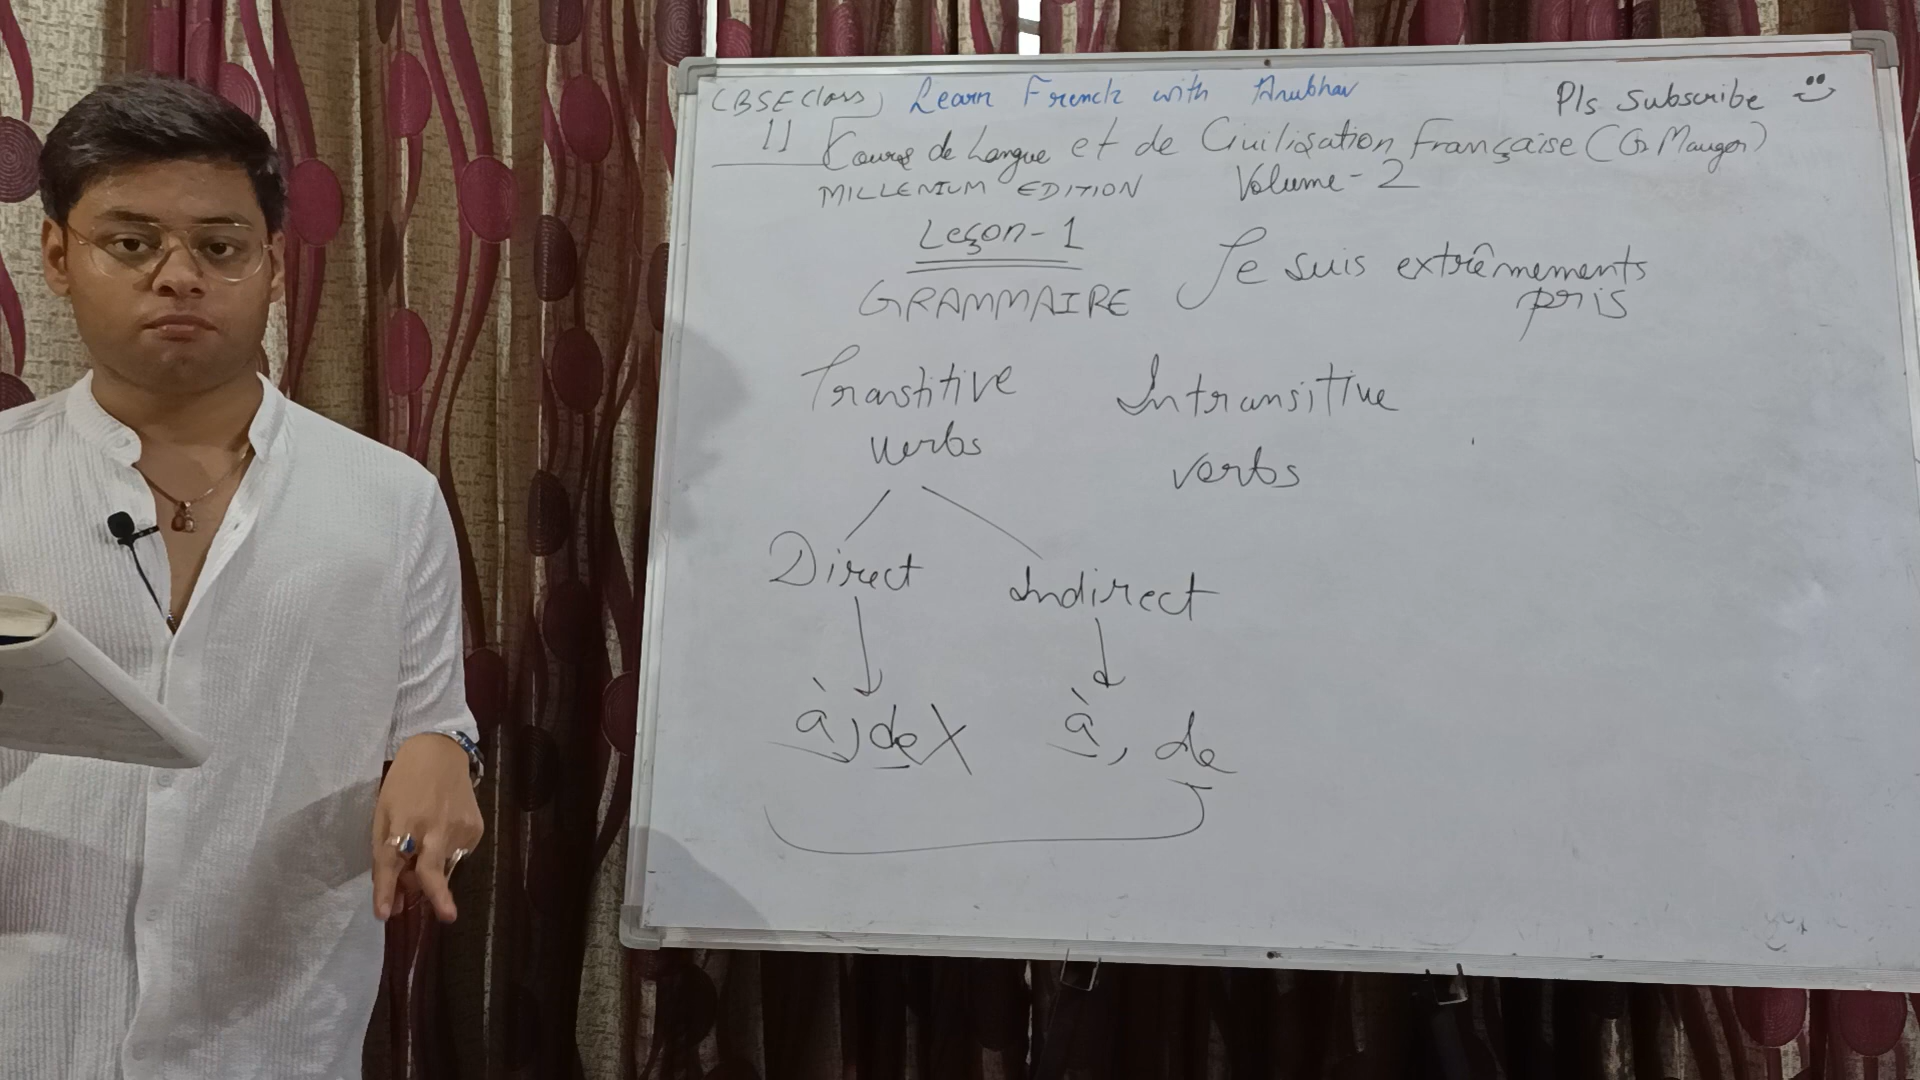 CBSE Class 11
Learn French with Anubhav
Pls Subscribe
Cours de Langue et de Civilisation Française (G. Mauger)
MILLENIUM EDITION Volume-2
Leçon-1
GRAMMAIRE
Je suis extrêmements
pris
Transtitive
verbs
Intransitive
verbs
Direct
Indirect
à, de X
à, de